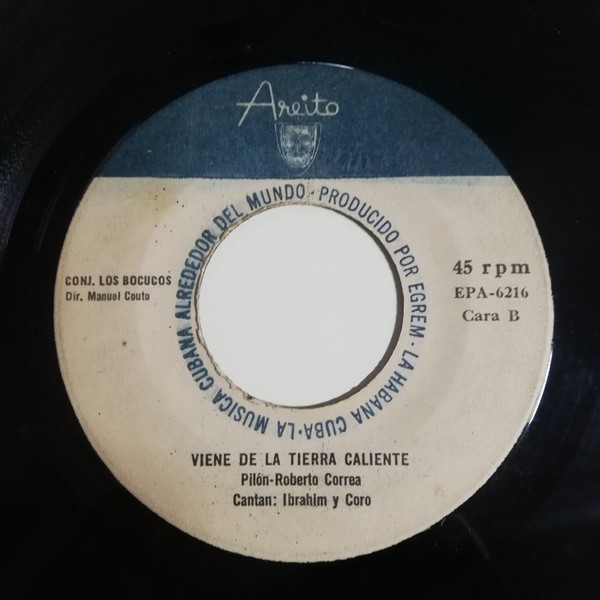 Areito
LA MUSICA CUBANA ALREDEDOR DEL MUNDO · PRODUCIDO POR EGREM · LA HABANA CUBA ·
CONJ. LOS BOCUCOS
Dir. Manuel Couto
45 rpm
EPA-6216
Cara B
VIENE DE LA TIERRA CALIENTE
Pilón-Roberto Correa
Cantan: Ibrahim y Coro